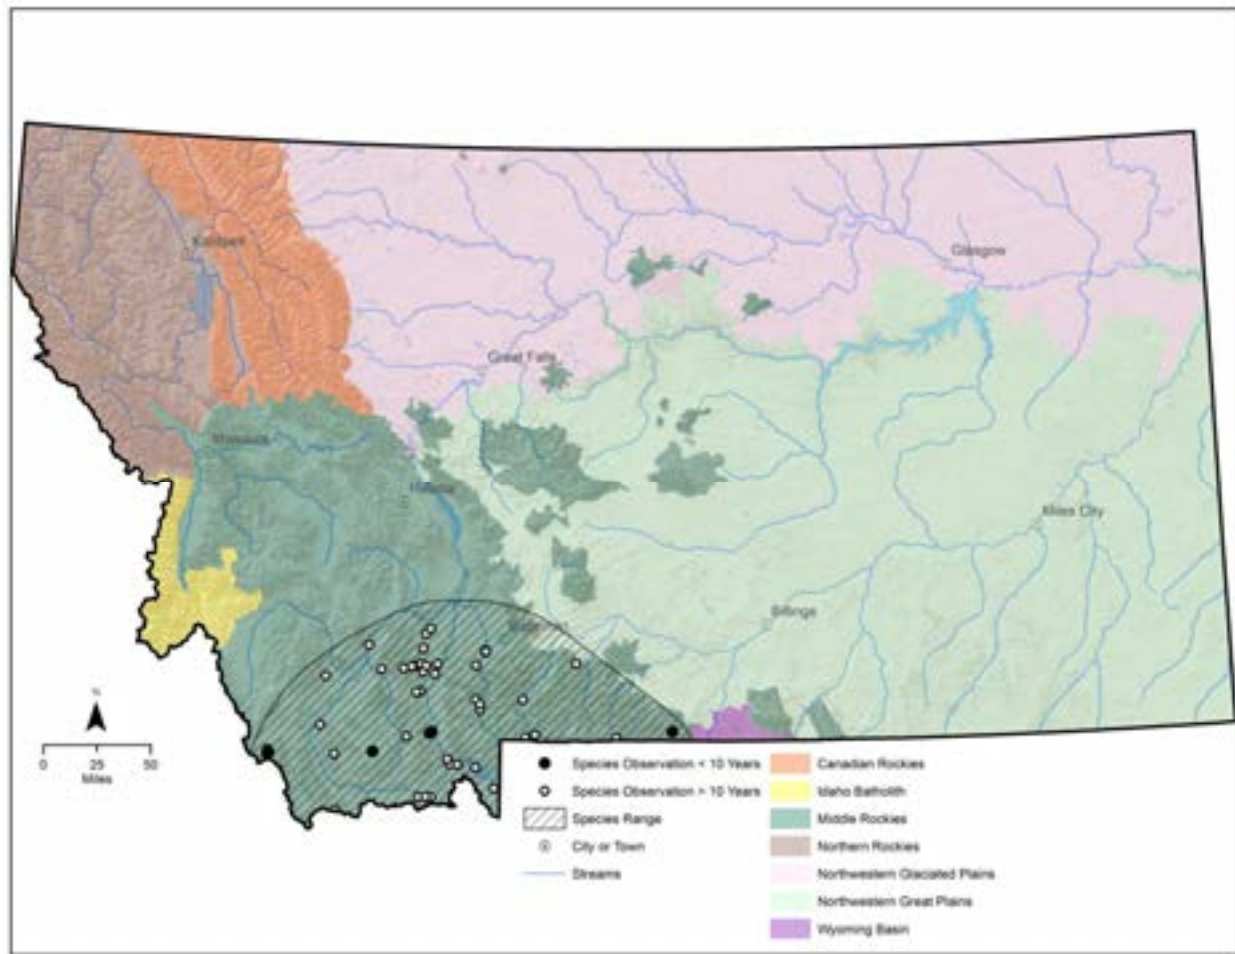 Kalispell
Glasgow
Great Falls
Missoula
Helena
Miles City
Billings
N
0 25 50
Miles
Species Observation < 10 Years
Species Observation > 10 Years
Species Range
City or Town
Streams
Canadian Rockies
Idaho Batholith
Middle Rockies
Northern Rockies
Northwestern Glaciated Plains
Northwestern Great Plains
Wyoming Basin